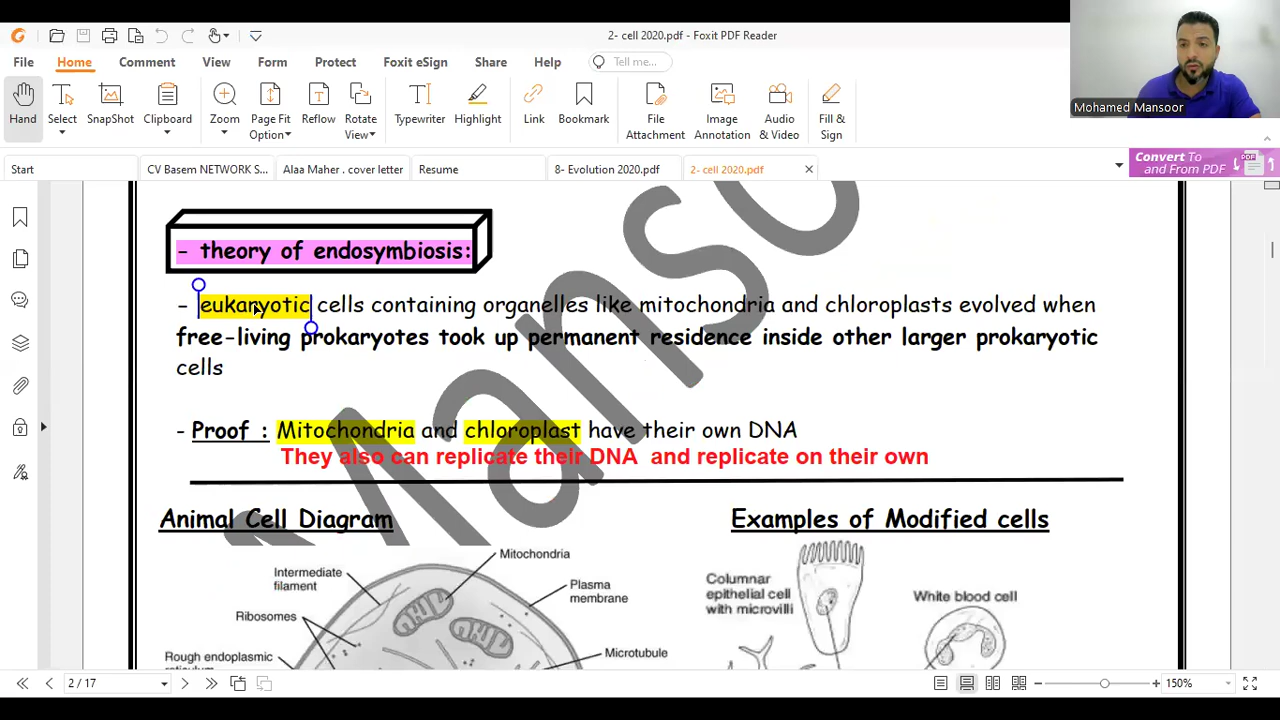 2- cell 2020.pdf - Foxit PDF Reader
File Home Comment View Form Protect Foxit eSign Share Help Tell me...
Hand Select SnapShot Clipboard Zoom Page Fit Option Reflow Rotate View Typewriter Highlight Link Bookmark File Attachment Image Annotation Audio & Video Fill & Sign
Mohamed Mansoor
Start CV Basem NETWORK S... Alaa Maher . cover letter Resume 8- Evolution 2020.pdf 2- cell 2020.pdf
Convert To
and From PDF
PDF
- theory of endosymbiosis:
- eukaryotic cells containing organelles like mitochondria and chloroplasts evolved when
free-living prokaryotes took up permanent residence inside other larger prokaryotic
cells
- Proof : Mitochondria and chloroplast have their own DNA
They also can replicate their DNA and replicate on their own
Animal Cell Diagram
Examples of Modified cells
Mitochondria
Intermediate
filament
Plasma
membrane
Ribosomes
Rough endoplasmic
Microtubule
Columnar
epithelial cell
with microvilli
White blood cell
2 / 17
150%